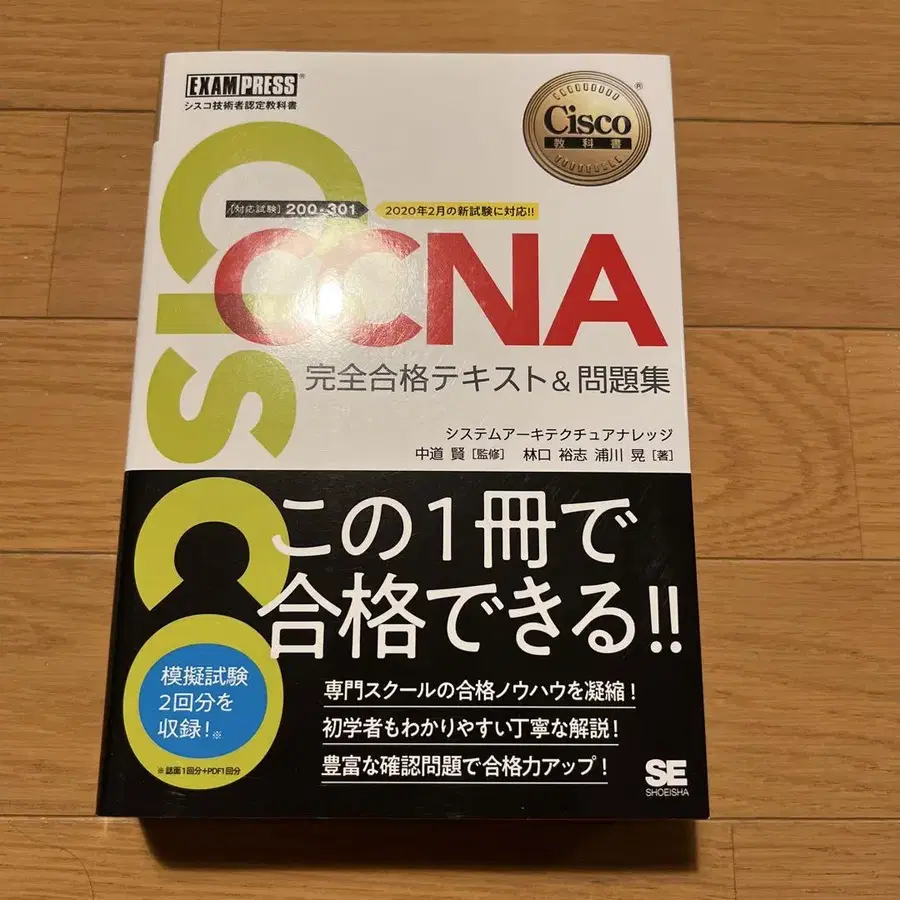 EXAMPRESS®
シスコ技術者認定教科書
Cisco®
教科書
Cisco
[対応試験] 200-301
2020年2月の新試験に対応!!
CCNA
完全合格テキスト&問題集
システムアーキテクチュアナレッジ
中道 賢[監修] 林口 裕志 浦川 晃[著]
この1冊で
合格できる!!
模擬試験
2回分を
収録!※
※誌面1回分+PDF1回分
専門スクールの合格ノウハウを凝縮!
初学者もわかりやすい丁寧な解説!
豊富な確認問題で合格力アップ!
SE
SHOEISHA